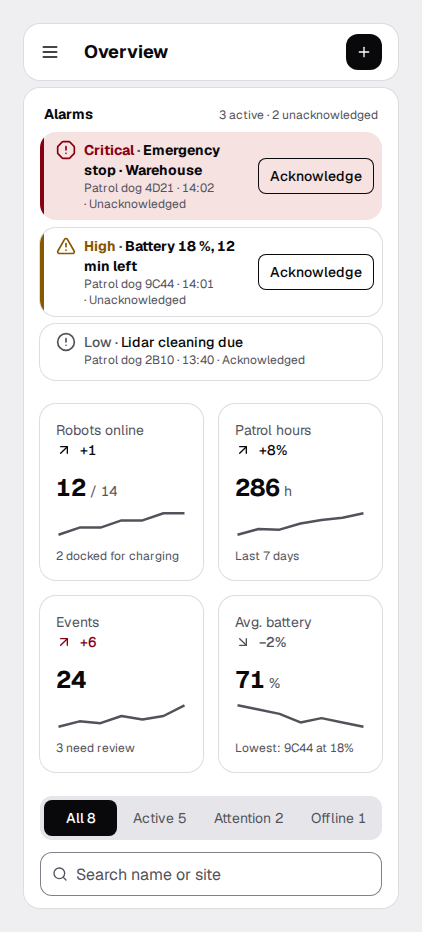 Overview
Alarms
3 active · 2 unacknowledged
Critical · Emergency
stop · Warehouse
Patrol dog 4D21 · 14:02
· Unacknowledged
Acknowledge
High · Battery 18 %, 12
min left
Patrol dog 9C44 · 14:01
· Unacknowledged
Acknowledge
Low · Lidar cleaning due
Patrol dog 2B10 · 13:40 · Acknowledged
Robots online
+1
12 / 14
2 docked for charging
Patrol hours
+8%
286 h
Last 7 days
Events
+6
24
3 need review
Avg. battery
−2%
71 %
Lowest: 9C44 at 18%
All 8
Active 5
Attention 2
Offline 1
Search name or site